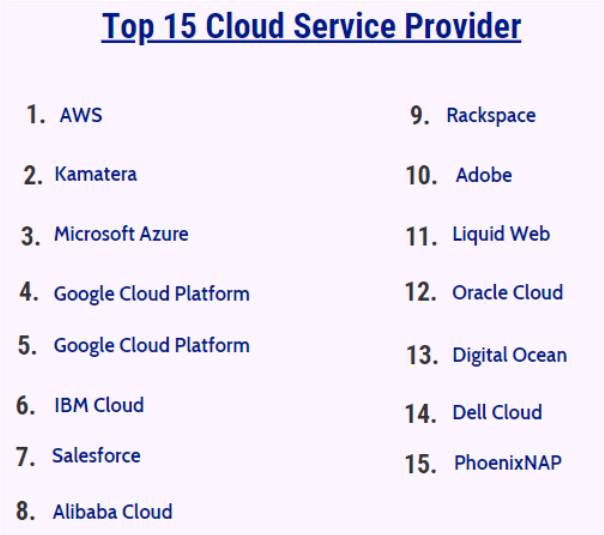 Top 15 Cloud Service Provider
1. AWS
2. Kamatera
3. Microsoft Azure
4. Google Cloud Platform
5. Google Cloud Platform
6. IBM Cloud
7. Salesforce
8. Alibaba Cloud
9. Rackspace
10. Adobe
11. Liquid Web
12. Oracle Cloud
13. Digital Ocean
14. Dell Cloud
15. PhoenixNAP